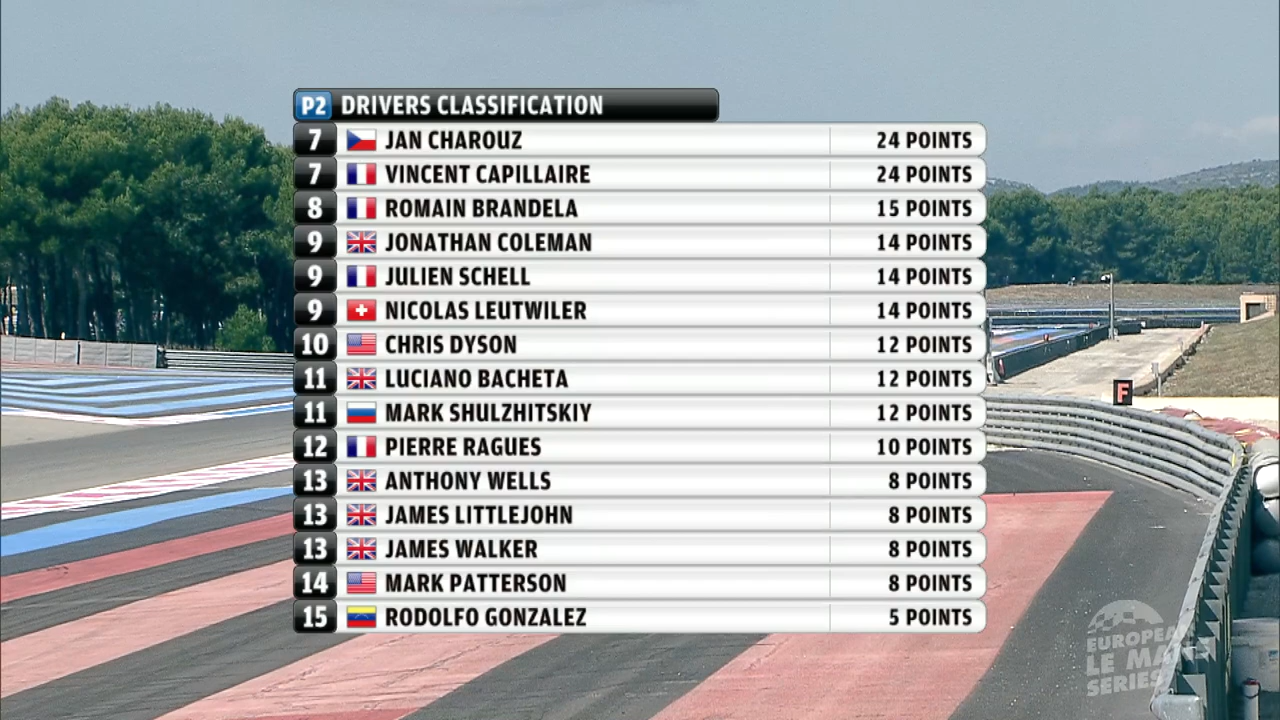 P2 DRIVERS CLASSIFICATION
7 JAN CHAROUZ 24 POINTS
7 VINCENT CAPILLAIRE 24 POINTS
8 ROMAIN BRANDELA 15 POINTS
9 JONATHAN COLEMAN 14 POINTS
9 JULIEN SCHELL 14 POINTS
9 NICOLAS LEUTWILER 14 POINTS
10 CHRIS DYSON 12 POINTS
11 LUCIANO BACHETA 12 POINTS
11 MARK SHULZHITSKIY 12 POINTS
12 PIERRE RAGUES 10 POINTS
13 ANTHONY WELLS 8 POINTS
13 JAMES LITTLEJOHN 8 POINTS
13 JAMES WALKER 8 POINTS
14 MARK PATTERSON 8 POINTS
15 RODOLFO GONZALEZ 5 POINTS
F
EUROPEAN
LE MANS
SERIES